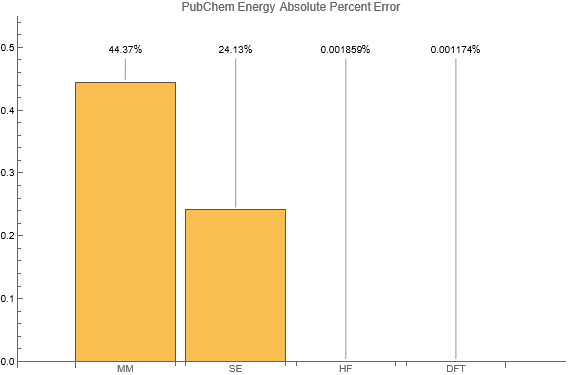 PubChem Energy Absolute Percent Error
44.37% 24.13% 0.001859% 0.001174%
0.5
0.4
0.3
0.2
0.1
0.0
MM SE HF DFT